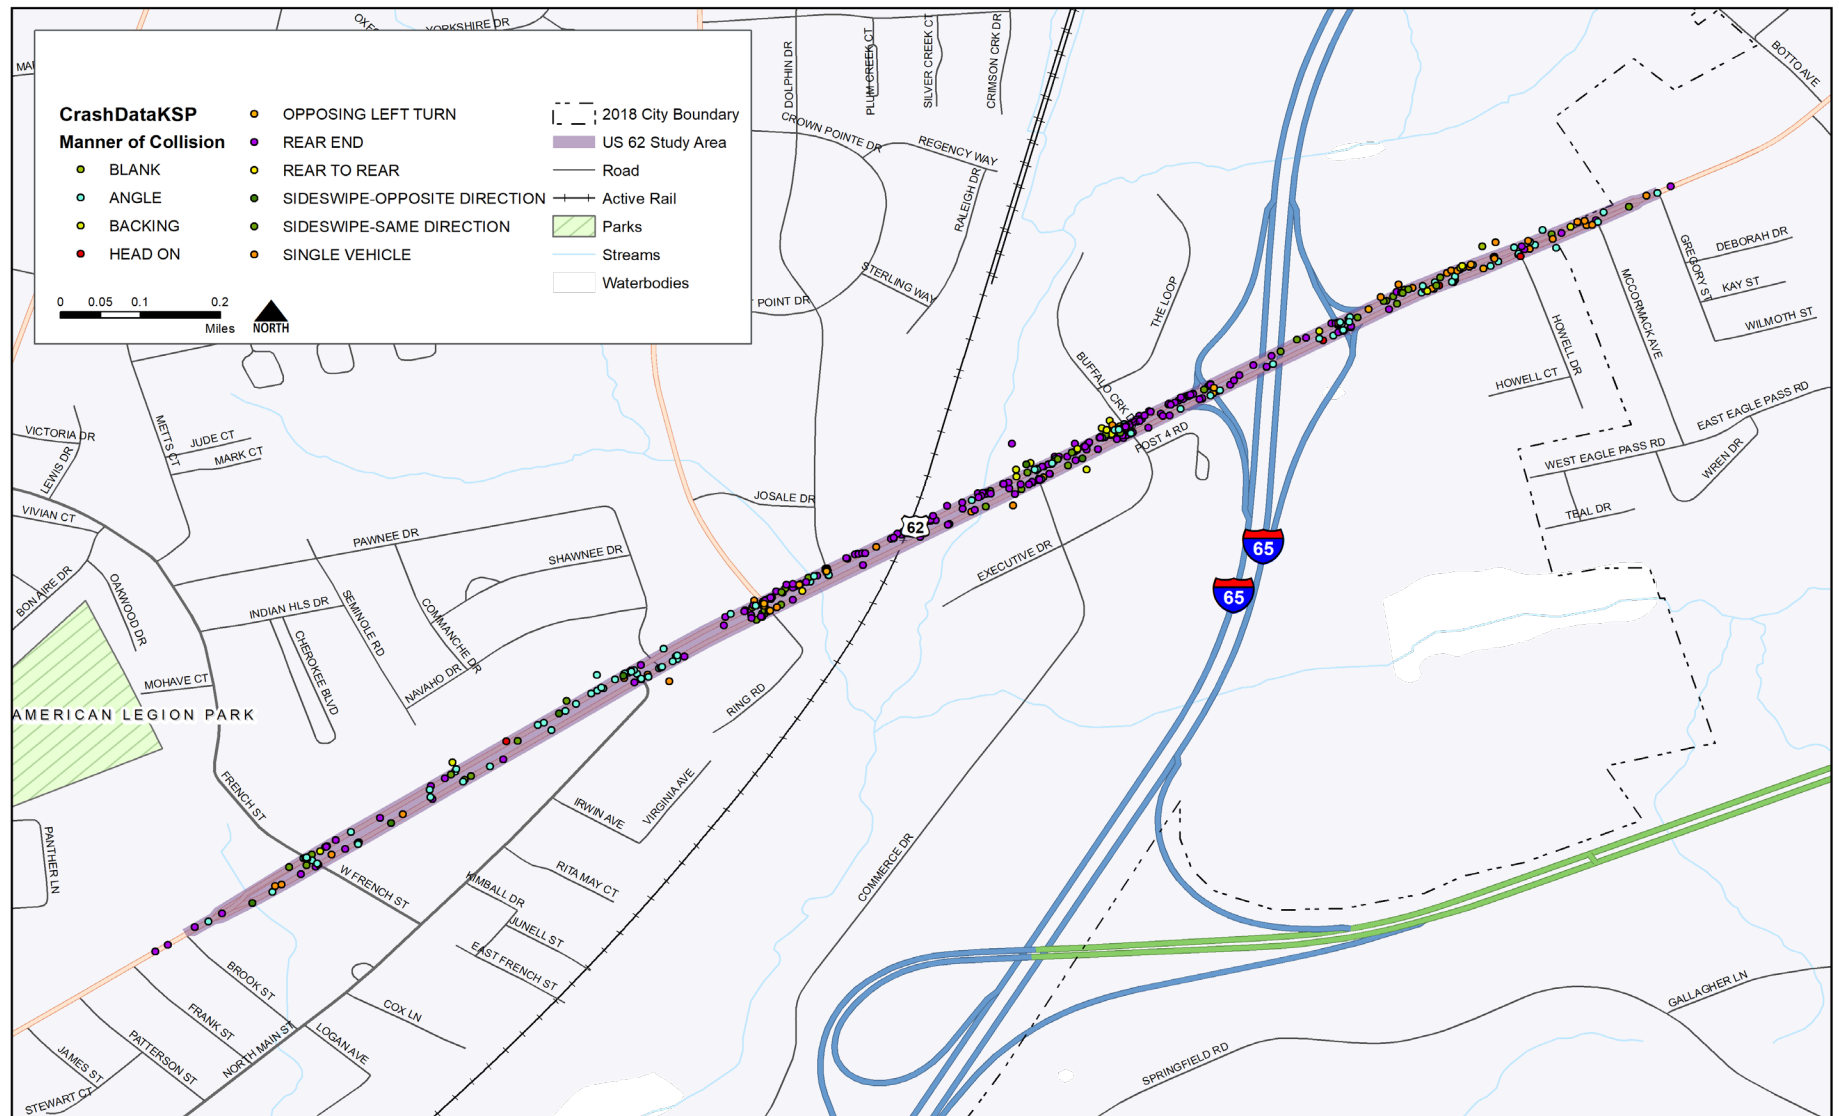 YORKSHIRE DR
CrashDataKSP
Manner of Collision
BLANK
ANGLE
BACKING
HEAD ON
OPPOSING LEFT TURN
REAR END
REAR TO REAR
SIDESWIPE-OPPOSITE DIRECTION
SIDESWIPE-SAME DIRECTION
SINGLE VEHICLE
2018 City Boundary
US 62 Study Area
Road
Active Rail
Parks
Streams
Waterbodies
0 0.05 0.1 0.2
Miles
NORTH
DOLPHIN DR
PLUM CREEK CT
SILVER CREEK CT
CRIMSON CRK DR
CROWN POINTE DR
REGENCY WAY
RALEIGH DR
STERLING WAY
POINT DR
THE LOOP
BUFFALO CRK D
POST 4 RD
BOTTO AVE
GREGORY ST
DEBORAH DR
KAY ST
WILMOTH ST
MCCORMACK AVE
HOWELL DR
HOWELL CT
EAST EAGLE PASS RD
WEST EAGLE PASS RD
WREN DR
TEAL DR
VICTORIA DR
LEWIS DR
METTS CT
JUDE CT
MARK CT
VIVIAN CT
JOSALE DR
62
65
65
EXECUTIVE DR
PAWNEE DR
SHAWNEE DR
BON AIRE DR
OAKWOOD DR
INDIAN HLS DR
SEMINOLE RD
COMMANCHE DR
CHEROKEE BLVD
NAVAHO DR
MOHAVE CT
AMERICAN LEGION PARK
RING RD
FRENCH ST
IRWIN AVE
VIRGINIA AVE
PANTHER LN
W FRENCH ST
KIMBALL DR
RITA MAY CT
JUNELL ST
EAST FRENCH ST
COMMERCE DR
BROOK ST
COX LN
FRANK ST
NORTH MAIN ST
LOGAN AVE
PATTERSON ST
JAMES ST
STEWART CT
SPRINGFIELD RD
GALLAGHER LN